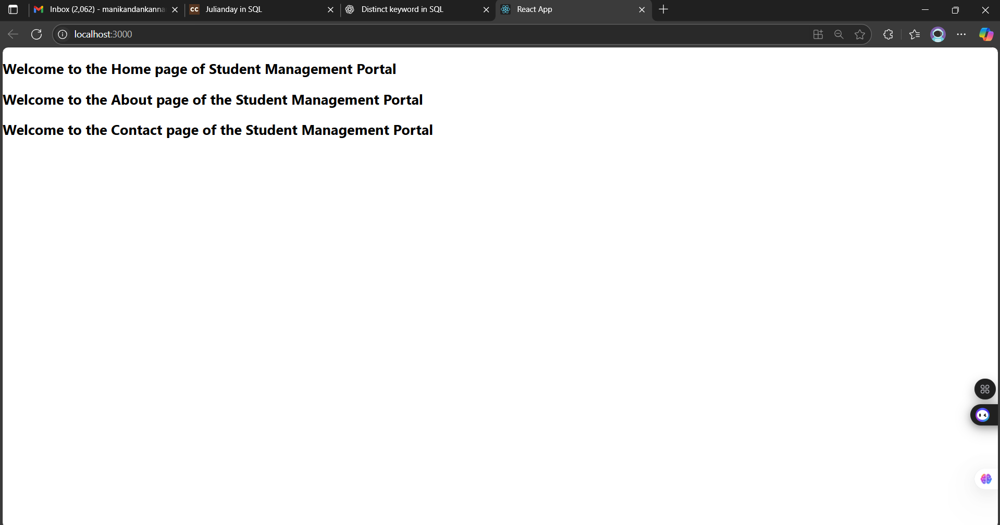 Inbox (2,062) - manikandankanna
CC Julianday in SQL
Distinct keyword in SQL
React App
localhost:3000
Welcome to the Home page of Student Management Portal
Welcome to the About page of the Student Management Portal
Welcome to the Contact page of the Student Management Portal